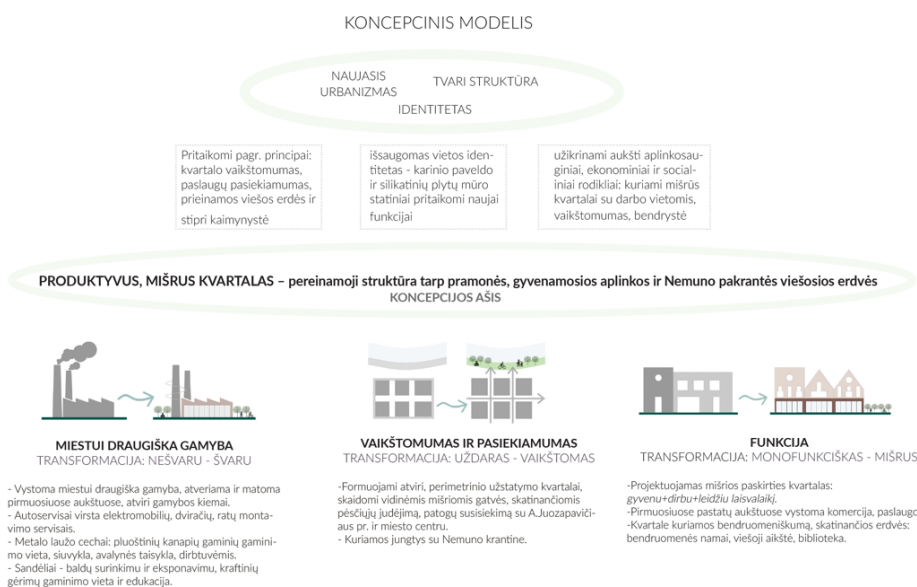 KONCEPCINIS MODELIS
NAUJASIS
URBANIZMAS
TVARI STRUKTŪRA
IDENTITETAS
Pritaikomi pagr. principai:
kvartalo vaikštomumas,
paslaugų pasiekiamumas,
prieinamos viešos erdės ir
stipri kaimynystė
išsaugomas vietos iden-
titetas - karinio paveldo
ir silikatinių plytų mūro
statiniai pritaikomi naujai
funkcijai
užikrinami aukšti aplinkosau-
giniai, ekonominiai ir social-
iniai rodikliai: kuriami mišrūs
kvartalai su darbo vietomis,
vaikštomumas, bendrystė
PRODUKTYVUS, MIŠRUS KVARTALAS – pereinamoji struktūra tarp pramonės, gyvenamosios aplinkos ir Nemuno pakrantės viešosios erdvės
KONCEPCIJOS AŠIS
MIESTUI DRAUGIŠKA GAMYBA
TRANSFORMACIJA: NEŠVARU - ŠVARU
- Vystoma miestui draugiška gamyba, atveriama ir matoma
pirmuosiuose aukštuose, atviri gamybos kiemai.
- Autoservisai virsta elektromobilių, dviračių, ratų monta-
vimo servisais.
- Metalo laužo cechai: pluoštinių kanapių gaminių gamini-
mo vieta, siuvykla, avalynės taisykla, dirbtuvėmis.
- Sandėliai - baldų surinkimu ir eksponavimu, kraftinių
gėrimų gaminimo vieta ir edukacija.
VAIKŠTOMUMAS IR PASIEKIAMUMAS
TRANSFORMACIJA: UŽDARAS - VAIKŠTOMAS
-Formuojami atviri, perimetrinio užstatymo kvartalai,
skaidomi vidinėmis mišriomis gatvės, skatinančiomis
pėsčiųjų judėjimą, patogų susisiekimą su A.Juozapaviči-
aus pr. ir miesto centru.
- Kuriamos jungtys su Nemuno krantine.
FUNKCIJA
TRANSFORMACIJA: MONOFUNKCIŠKAS - MIŠRUS
-Projektuojamas mišrios paskirties kvartalas:
gyvenu+dirbu+leidžiu laisvalaikį.
-Pirmuosiuose pastatų aukštuose vystoma komercija, paslaugo
-Kvartale kuriamos bendruomeniškumą, skatinančios erdvės:
bendruomenės namai, viešoji aikštė, biblioteka.